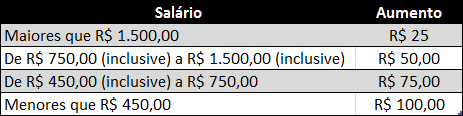 Salário Aumento
Maiores que R$ 1.500,00 R$ 25
De R$ 750,00 (inclusive) a R$ 1.500,00 (inclusive) R$ 50,00
De R$ 450,00 (inclusive) a R$ 750,00 R$ 75,00
Menores que R$ 450,00 R$ 100,00